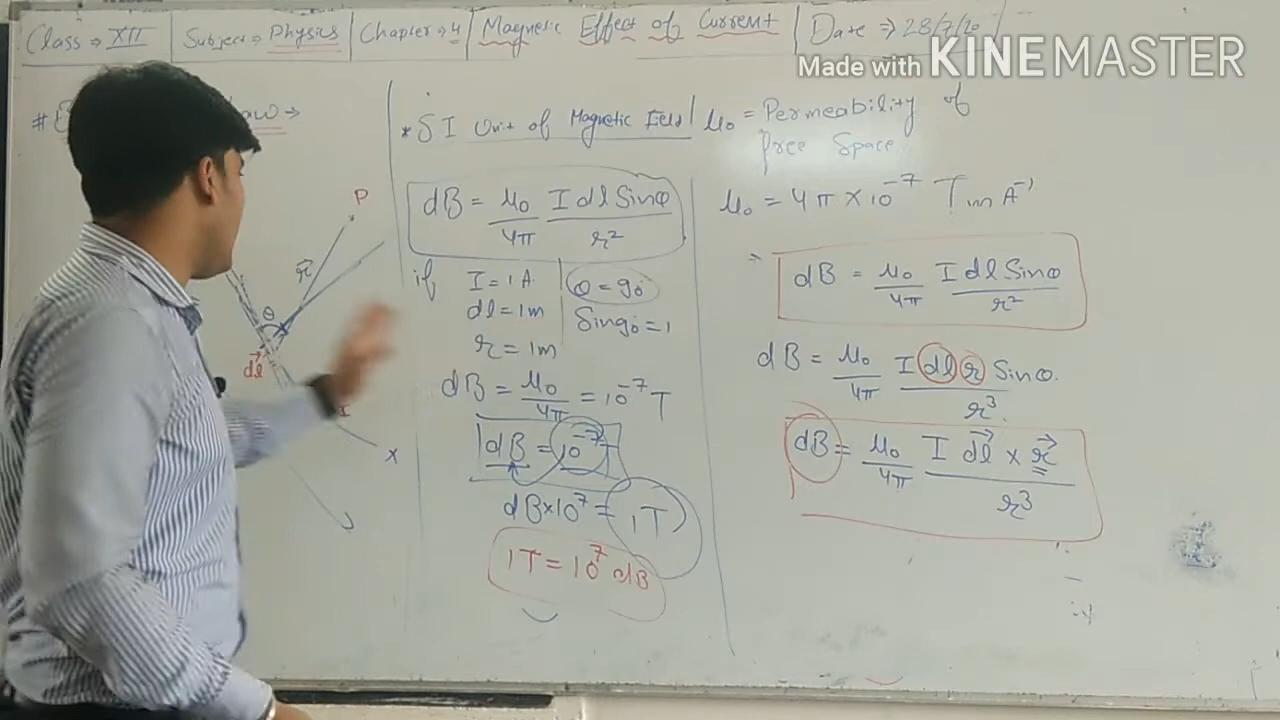 Class → XII | Subject → Physics | Chapter → 4 | Magnetic Effect of Current | Date ⇒ 28/7/20
Made with KINEMASTER
#
Law →
P
r⃗
θ
dl⃗
I
X
* SI Unit of Magnetic Field
dB = μ₀/4π I dl Sinθ/r²
if I = 1 A
dl = 1m
r = 1m
θ = 90°
Sin90° = 1
dB = μ₀/4π = 10⁻⁷ T
dB = 10⁻⁷
dB × 10⁷ = 1T
1T = 10⁷ dB
μ₀ = Permeability of
free Space
μ₀ = 4π × 10⁻⁷ T m A⁻¹
dB = μ₀/4π I dl Sinθ/r²
dB = μ₀/4π I dl r Sinθ/r³
dB = μ₀/4π I dl⃗ × r⃗/r³